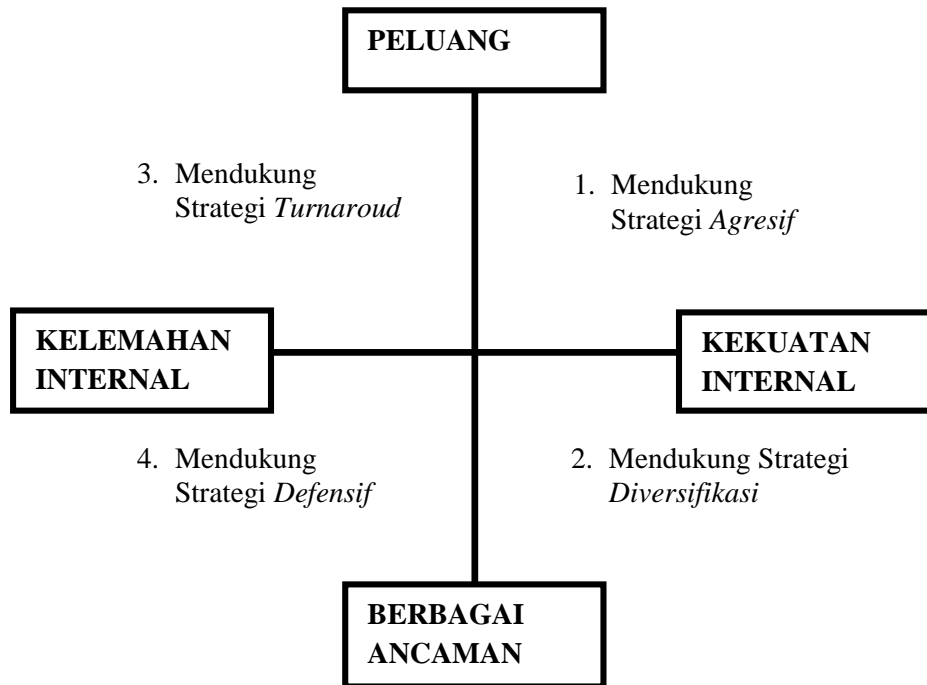 PELUANG
3. Mendukung
Strategi Turnaroud
1. Mendukung
Strategi Agresif
KELEMAHAN
INTERNAL
KEKUATAN
INTERNAL
4. Mendukung
Strategi Defensif
2. Mendukung Strategi
Diversifikasi
BERBAGAI
ANCAMAN